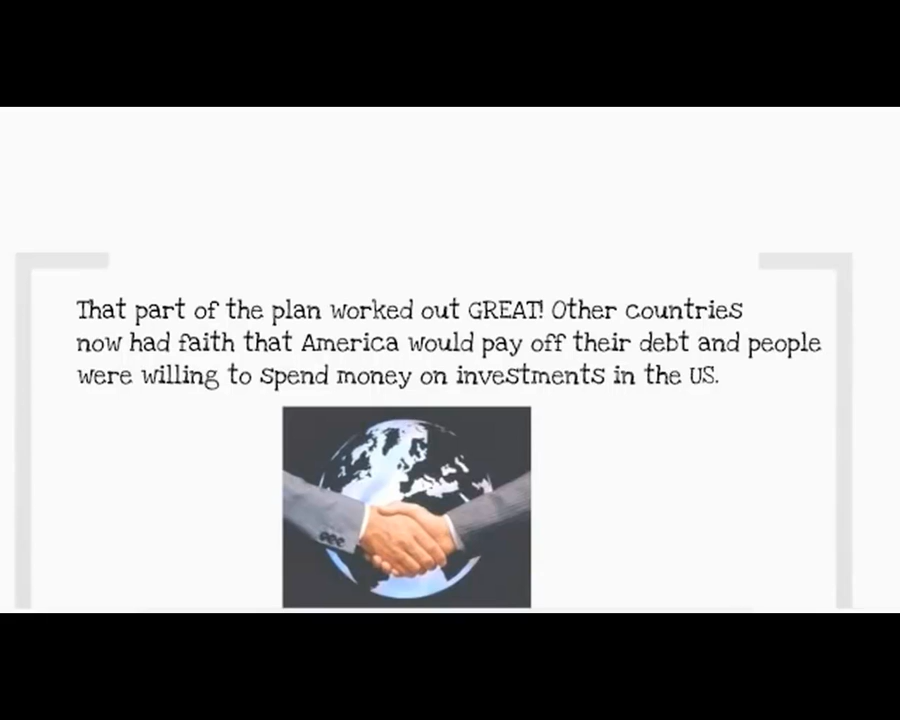 That part of the plan worked out GREAT! Other countries
now had faith that America would pay off their debt and people
were willing to spend money on investments in the US.